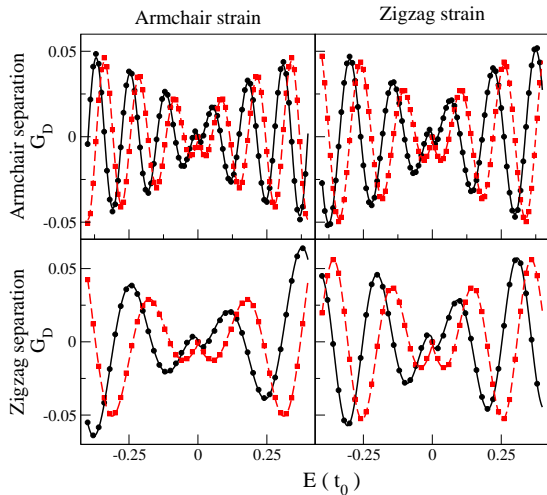 Armchair strain
Zigzag strain
Armchair separation
G_D
0.05
0
-0.05
Zigzag separation
G_D
0.05
0
-0.05
-0.25
0
0.25
-0.25
0
0.25
E ( t_0 )